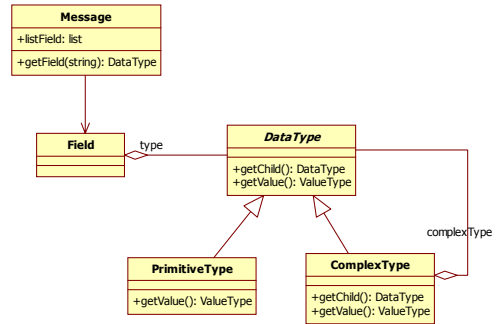 Message
+listField: list
+getField(string): DataType
Field
type
DataType
+getChild(): DataType
+getValue(): ValueType
complexType
PrimitiveType
+getValue(): ValueType
ComplexType
+getChild(): DataType
+getValue(): ValueType